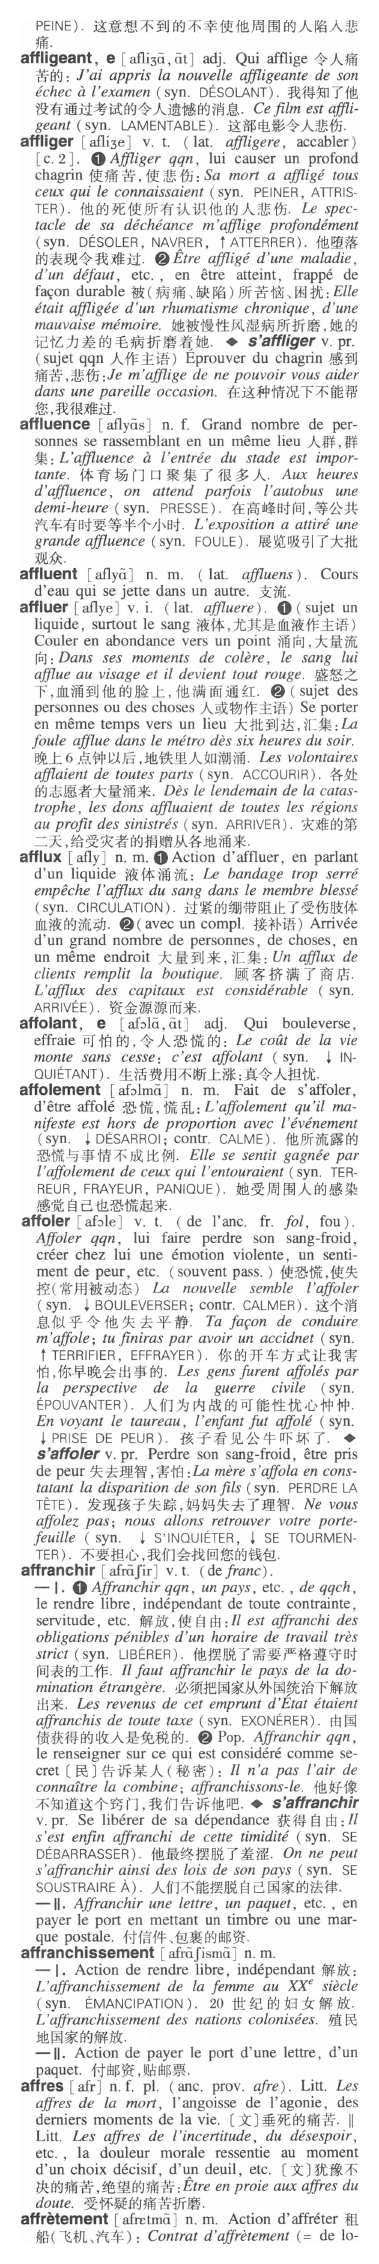 PEINE). 这意想不到的不幸使他周围的人陷入悲
痛.
affligeant, e [afliʒɑ̃,ɑ̃t] adj. Qui afflige 令人痛
苦的: J'ai appris la nouvelle affligeante de son
échec à l'examen (syn. DÉSOLANT). 我得知了他
没有通过考试的令人遗憾的消息. Ce film est affli-
geant (syn. LAMENTABLE). 这部电影令人悲伤.
affliger [afliʒe] v. t. (lat. affligere, accabler)
[c. 2]. ❶ Affliger qqn, lui causer un profond
chagrin 使痛苦,使悲伤: Sa mort a affligé tous
ceux qui le connaissaient (syn. PEINER, ATTRIS-
TER). 他的死使所有认识他的人悲伤. Le spec-
tacle de sa déchéance m'afflige profondément
(syn. DÉSOLER, NAVRER, ↑ ATTERRER). 他堕落
的表现令我难过. ❷ Être affligé d'une maladie,
d'un défaut, etc., en être atteint, frappé de
façon durable 被(病痛、缺陷)所苦恼、困扰: Elle
était affligée d'un rhumatisme chronique, d'une
mauvaise mémoire. 她被慢性风湿病所折磨,她的
记忆力差的毛病折磨着她. ◆ s'affliger v. pr.
(sujet qqn 人作主语) Éprouver du chagrin 感到
痛苦,悲伤: Je m'afflige de ne pouvoir vous aider
dans une pareille occasion. 在这种情况下不能帮
您,我很难过.
affluence [aflyɑ̃s] n. f. Grand nombre de per-
sonnes se rassemblant en un même lieu 人群,群
集: L'affluence à l'entrée du stade est impor-
tante. 体育场门口聚集了很多人. Aux heures
d'affluence, on attend parfois l'autobus une
demi-heure (syn. PRESSE). 在高峰时间,等公共
汽车有时要等半个小时. L'exposition a attiré une
grande affluence (syn. FOULE). 展览吸引了大批
观众.
affluent [aflyɑ̃] n. m. (lat. affluens). Cours
d'eau qui se jette dans un autre. 支流.
affluer [aflye] v. i. (lat. affluere). ❶ (sujet un
liquide, surtout le sang 液体,尤其是血液作主语)
Couler en abondance vers un point 涌向,大量流
向: Dans ses moments de colère, le sang lui
afflue au visage et il devient tout rouge. 盛怒之
下,血涌到他的脸上,他满面通红. ❷ (sujet des
personnes ou des choses 人或物作主语) Se porter
en même temps vers un lieu 大批到达,汇集: La
foule afflue dans le métro dès six heures du soir.
晚上6点钟以后,地铁里人如潮涌. Les volontaires
afflaient de toutes parts (syn. ACCOURIR). 各处
的志愿者大量涌来. Dès le lendemain de la catas-
trophe, les dons affluaient de toutes les régions
au profit des sinistrés (syn. ARRIVER). 灾难的第
二天,给受灾者的捐赠从各地涌来.
afflux [afly] n. m. ❶ Action d'affluer, en parlant
d'un liquide 液体涌流: Le bandage trop serré
empêche l'afflux du sang dans le membre blessé
(syn. CIRCULATION). 过紧的绷带阻止了受伤肢体
血液的流动. ❷ (avec un compl. 接补语) Arrivée
d'un grand nombre de personnes, de choses, en
un même endroit 大量到来,汇集: Un afflux de
clients remplit la boutique. 顾客挤满了商店.
L'afflux des capitaux est considérable (syn.
ARRIVÉE). 资金源源而来.
affolant, e [afɔlɑ̃,ɑ̃t] adj. Qui bouleverse,
effraie 可怕的,令人恐慌的: Le coût de la vie
monte sans cesse: c'est affolant (syn. ↓ IN-
QUIÉTANT). 生活费用不断上涨;真令人担忧.
affolement [afɔlmɑ̃] n. m. Fait de s'affoler,
d'être affolé 恐慌,慌乱: L'affolement qu'il ma-
nifeste est hors de proportion avec l'événement
(syn. ↓ DÉSARROI; contr. CALME). 他所流露的
恐慌与事情不成比例. Elle se sentit gagnée par
l'affolement de ceux qui l'entouraient (syn. TER-
REUR, FRAYEUR, PANIQUE). 她受周围人的感染
感觉自己也恐慌起来.
affoler [afɔle] v. t. (de l'anc. fr. fol, fou).
Affoler qqn, lui faire perdre son sang-froid,
créer chez lui une émotion violente, un senti-
ment de peur, etc. (souvent pass.) 使恐慌,使失
控(常用被动态) La nouvelle semble l'affoler
(syn. ↓ BOULEVERSER; contr. CALMER). 这个消
息似乎令他失去平静. Ta façon de conduire
m'affole; tu finiras par avoir un accidnet (syn.
↑ TERRIFIER, EFFRAYER). 你的开车方式让我害
怕,你早晚会出事的. Les gens furent affolés par
la perspective de la guerre civile (syn.
ÉPOUVANTER). 人们为内战的可能性忧心忡忡.
En voyant le taureau, l'enfant fut affolé (syn.
↓ PRISE DE PEUR). 孩子看见公牛吓坏了. ◆
s'affoler v. pr. Perdre son sang-froid, être pris
de peur 失去理智,害怕: La mère s'affola en cons-
tatant la disparition de son fils (syn. PERDRE LA
TÊTE). 发现孩子失踪,妈妈失去了理智. Ne vous
affolez pas; nous allons retrouver votre porte-
feuille (syn. ↓ S'INQUIÉTER, ↓ SE TOURMEN-
TER). 不要担心,我们会找回您的钱包.
affranchir [afrɑ̃ʃir] v. t. (de franc).
— I. ❶ Affranchir qqn, un pays, etc., de qqch,
le rendre libre, indépendant de toute contrainte,
servitude, etc. 解放,使自由: Il est affranchi des
obligations pénibles d'un horaire de travail très
strict (syn. LIBÉRER). 他摆脱了需要严格遵守时
间表的工作. Il faut affranchir le pays de la do-
mination étrangère. 必须把国家从外国统治下解放
出来. Les revenus de cet emprunt d'État étaient
affranchis de toute taxe (syn. EXONÉRER). 由国
债获得的收入是免税的. ❷ Pop. Affranchir qqn,
le renseigner sur ce qui est considéré comme se-
cret〔民〕告诉某人(秘密): Il n'a pas l'air de
connaître la combine; affranchissons-le. 他好像
不知道这个窍门,我们告诉他吧. ◆ s'affranchir
v. pr. Se libérer de sa dépendance 获得自由: Il
s'est enfin affranchi de cette timidité (syn. SE
DÉBARRASSER). 他最终摆脱了羞涩. On ne peut
s'affranchir ainsi des lois de son pays (syn. SE
SOUSTRAIRE À). 人们不能摆脱自己国家的法律.
— II. Affranchir une lettre, un paquet, etc., en
payer le port en mettant un timbre ou une mar-
que postale. 付信件、包裹的邮资.
affranchissement [afrɑ̃ʃismɑ̃] n. m.
— I. Action de rendre libre, indépendant 解放:
L'affranchissement de la femme au XXe siècle
(syn. ÉMANCIPATION). 20 世纪的妇女解放.
L'affranchissement des nations colonisées. 殖民
地国家的解放.
— II. Action de payer le port d'une lettre, d'un
paquet. 付邮资,贴邮票.
affres [afr] n. f. pl. (anc. prov. afre). Litt. Les
affres de la mort, l'angoisse de l'agonie, des
derniers moments de la vie. 〔文〕垂死的痛苦. ‖
Litt. Les affres de l'incertitude, du désespoir,
etc., la douleur morale ressentie au moment
d'un choix décisif, d'un deuil, etc. 〔文〕犹豫不
决的痛苦,绝望的痛苦: Être en proie aux affres du
doute. 受怀疑的痛苦折磨.
affrètement [afrɛtmɑ̃] n. m. Action d'affréter 租
船(飞机、汽车): Contrat d'affrètement (= de lo-